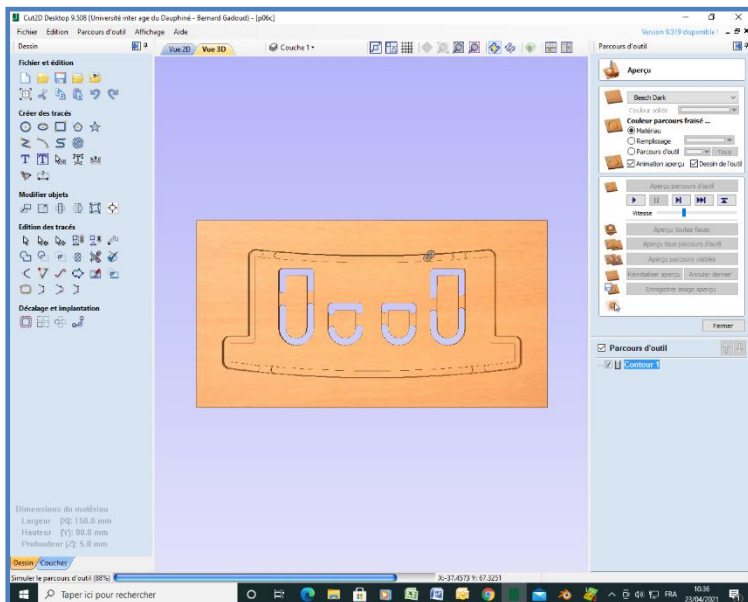 Cut2D Desktop 9.508 {Université inter age du Dauphiné - Bernard Gadoud} - [p06c]
Fichier Edition Parcours d'outil Affichage Aide
Version 9.519 disponible !
Dessin
Vue 2D Vue 3D
Couche 1
Parcours d'outil
Fichier et édition
Créer des tracés
Modifier objets
Edition des tracés
Décalage et implantation
Dimensions du matériau
Largeur (X): 150.0 mm
Hauteur (Y): 80.0 mm
Profondeur (Z): 5.0 mm
Dessin Couches
Aperçu
Beech Dark
Couleur solide
Couleur parcours fraisé ...
Matériau
Remplissage
Parcours d'outil Tous
Animation aperçu Dessin de l'outil
Aperçu parcours d'outil
Vitesse
Aperçu toutes faces
Aperçu tous parcours d'outil
Aperçu parcours visibles
Réinitialiser aperçu Annuler dernier
Enregistrer image aperçu
Fermer
Parcours d'outil
Contour 1
Simuler le parcours d'outil (88%)
X:-37.4573 Y: 67.3251
Taper ici pour rechercher
FRA
10:36
23/04/2021